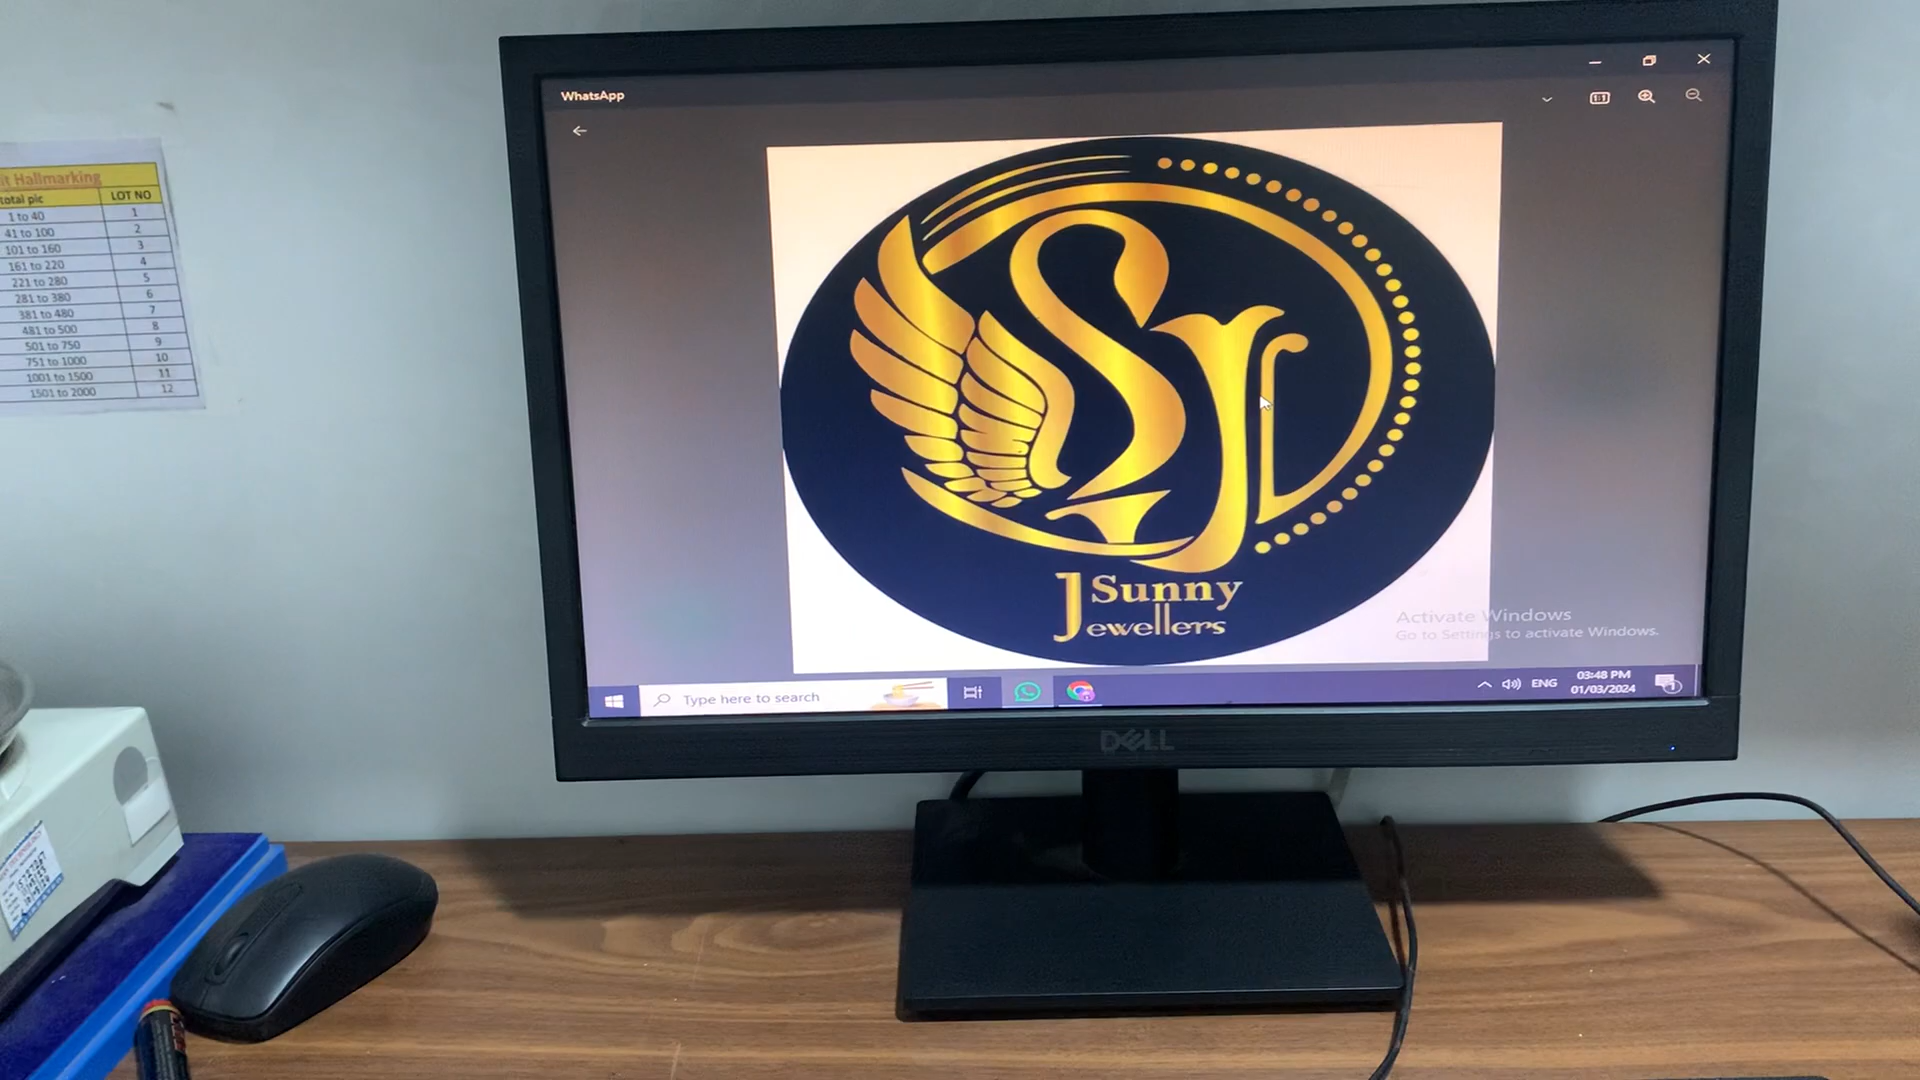 it Hallmarking
total pic LOT NO
1 to 40 1
41 to 100 2
101 to 160 3
161 to 220 4
221 to 280 5
281 to 380 6
381 to 480 7
481 to 500 8
501 to 750 9
751 to 1000 10
1001 to 1500 11
1501 to 2000 12
WhatsApp
1:1
SJ
Sunny
Jewellers
Activate Windows
Go to Settings to activate Windows.
Type here to search
ENG
03:48 PM
01/03/2024
1
DELL